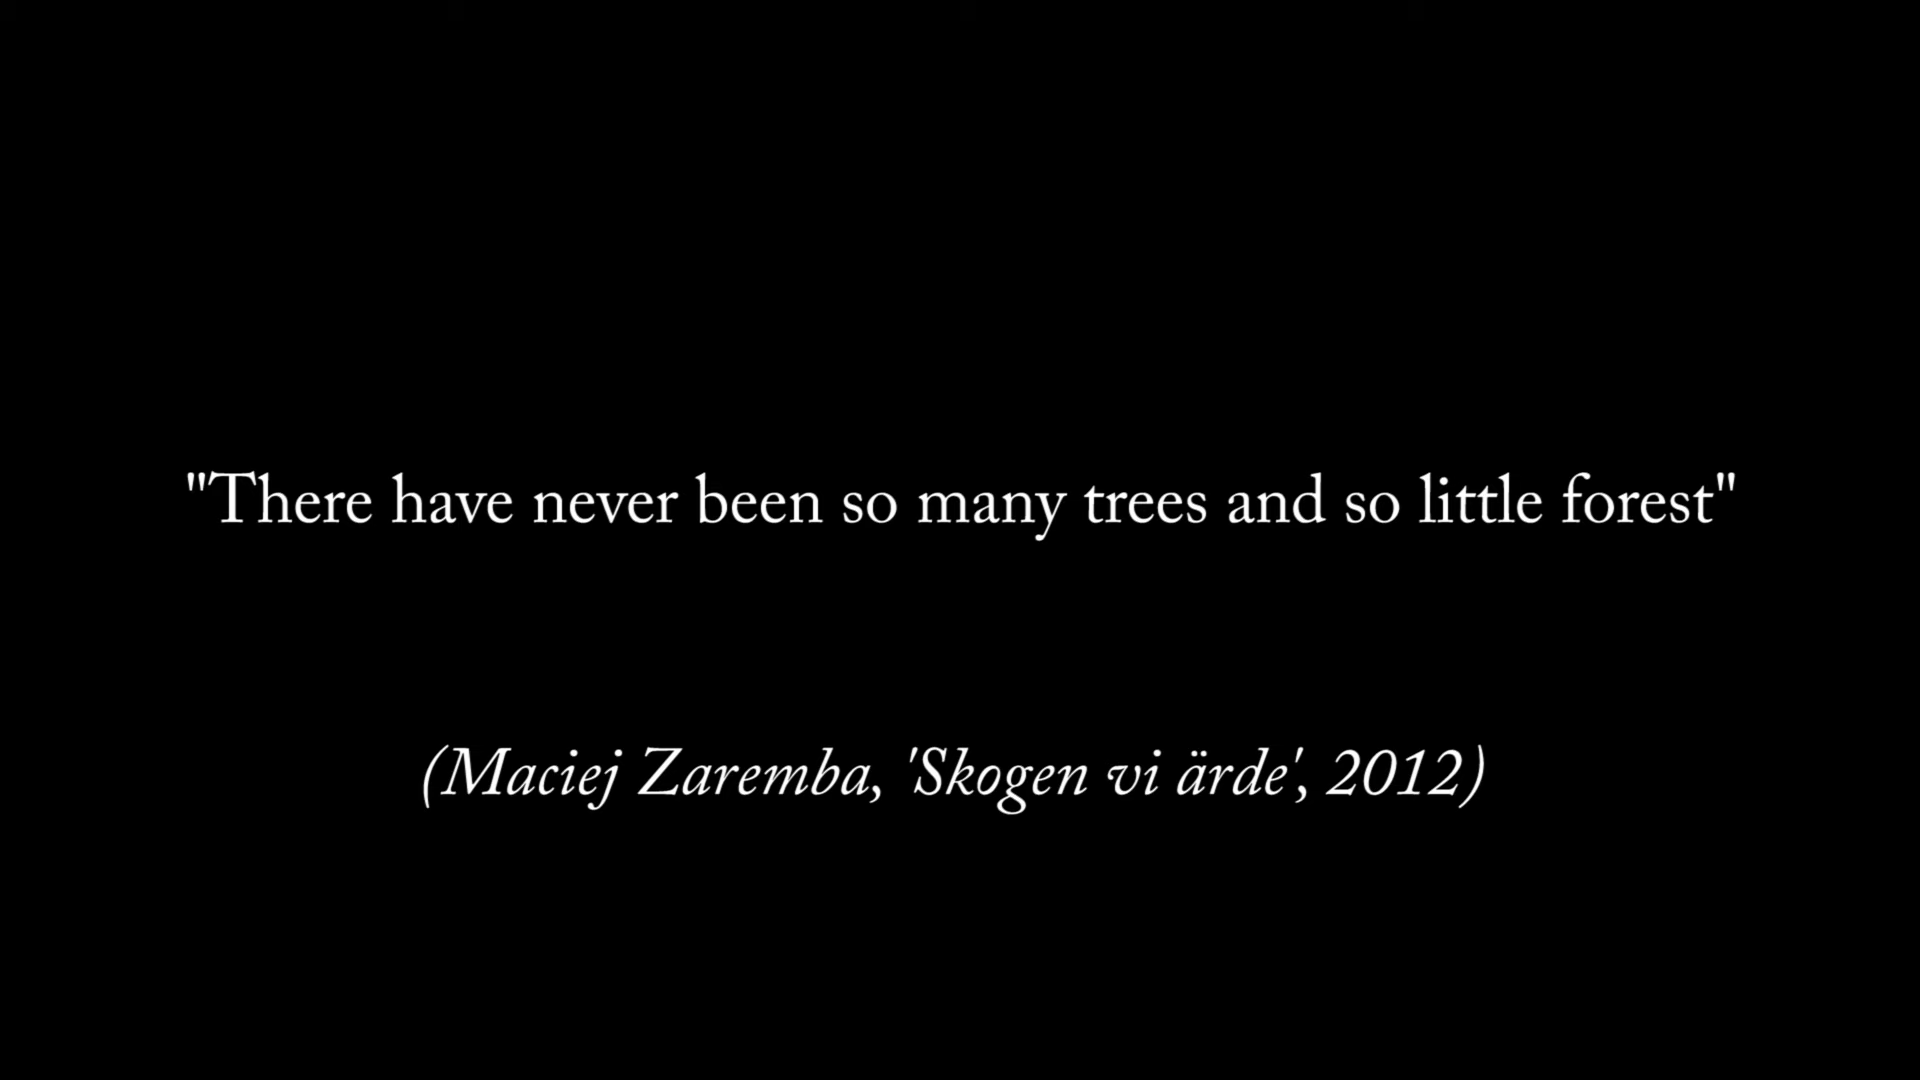 "There have never been so many trees and so little forest"
(Maciej Zaremba, 'Skogen vi ärde', 2012)